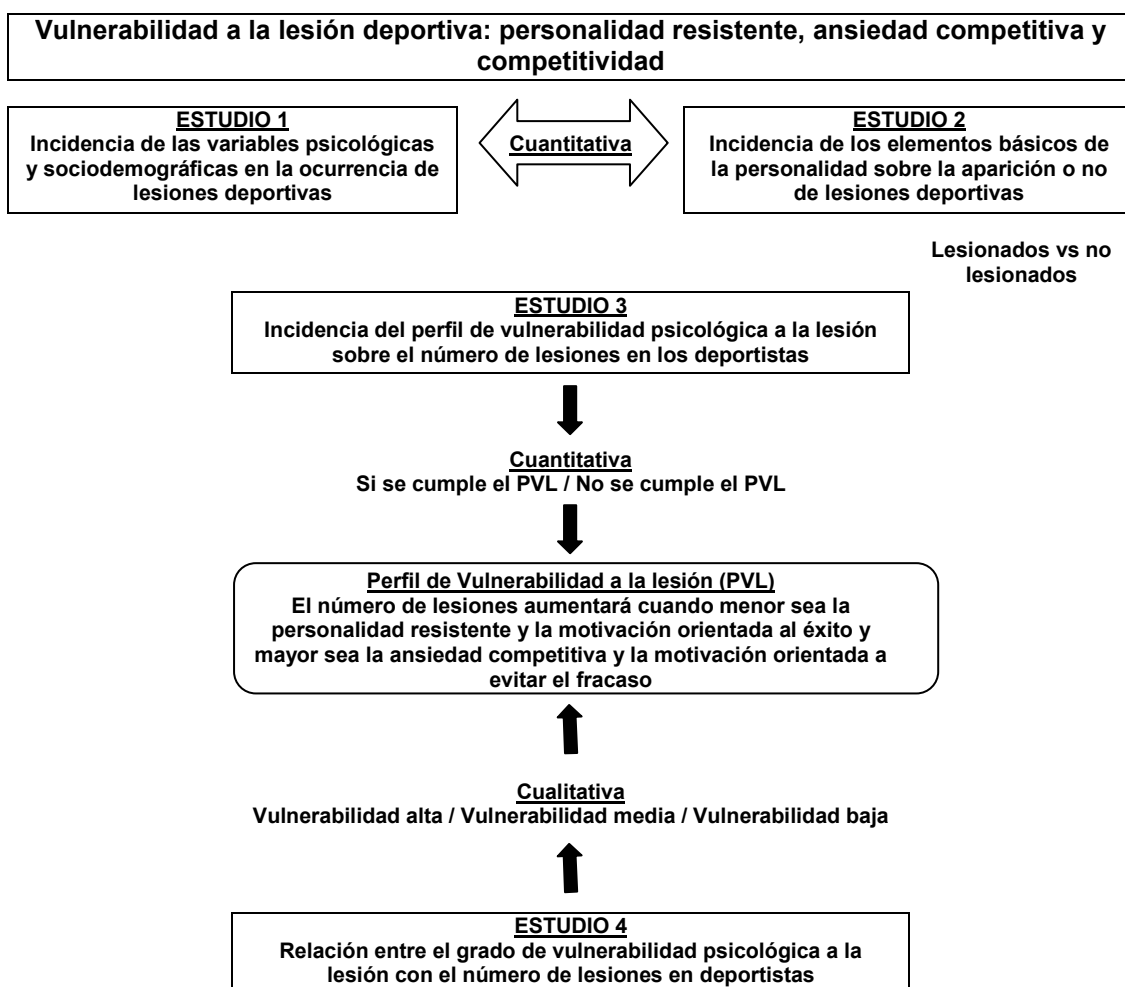 Vulnerabilidad a la lesión deportiva: personalidad resistente, ansiedad competitiva y
competitividad
ESTUDIO 1
Incidencia de las variables psicológicas
y sociodemográficas en la ocurrencia de
lesiones deportivas
Cuantitativa
ESTUDIO 2
Incidencia de los elementos básicos de
la personalidad sobre la aparición o no
de lesiones deportivas
Lesionados vs no
lesionados
ESTUDIO 3
Incidencia del perfil de vulnerabilidad psicológica a la lesión
sobre el número de lesiones en los deportistas
Cuantitativa
Si se cumple el PVL / No se cumple el PVL
Perfil de Vulnerabilidad a la lesión (PVL)
El número de lesiones aumentará cuando menor sea la
personalidad resistente y la motivación orientada al éxito y
mayor sea la ansiedad competitiva y la motivación orientada a
evitar el fracaso
Cualitativa
Vulnerabilidad alta / Vulnerabilidad media / Vulnerabilidad baja
ESTUDIO 4
Relación entre el grado de vulnerabilidad psicológica a la
lesión con el número de lesiones en deportistas